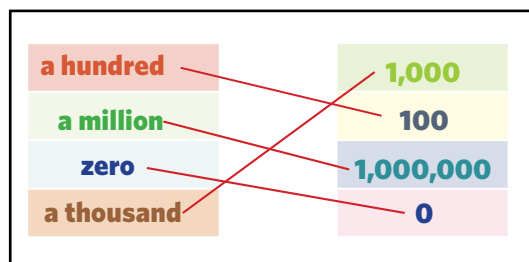 a hundred
1,000
a million
100
zero
1,000,000
a thousand
0